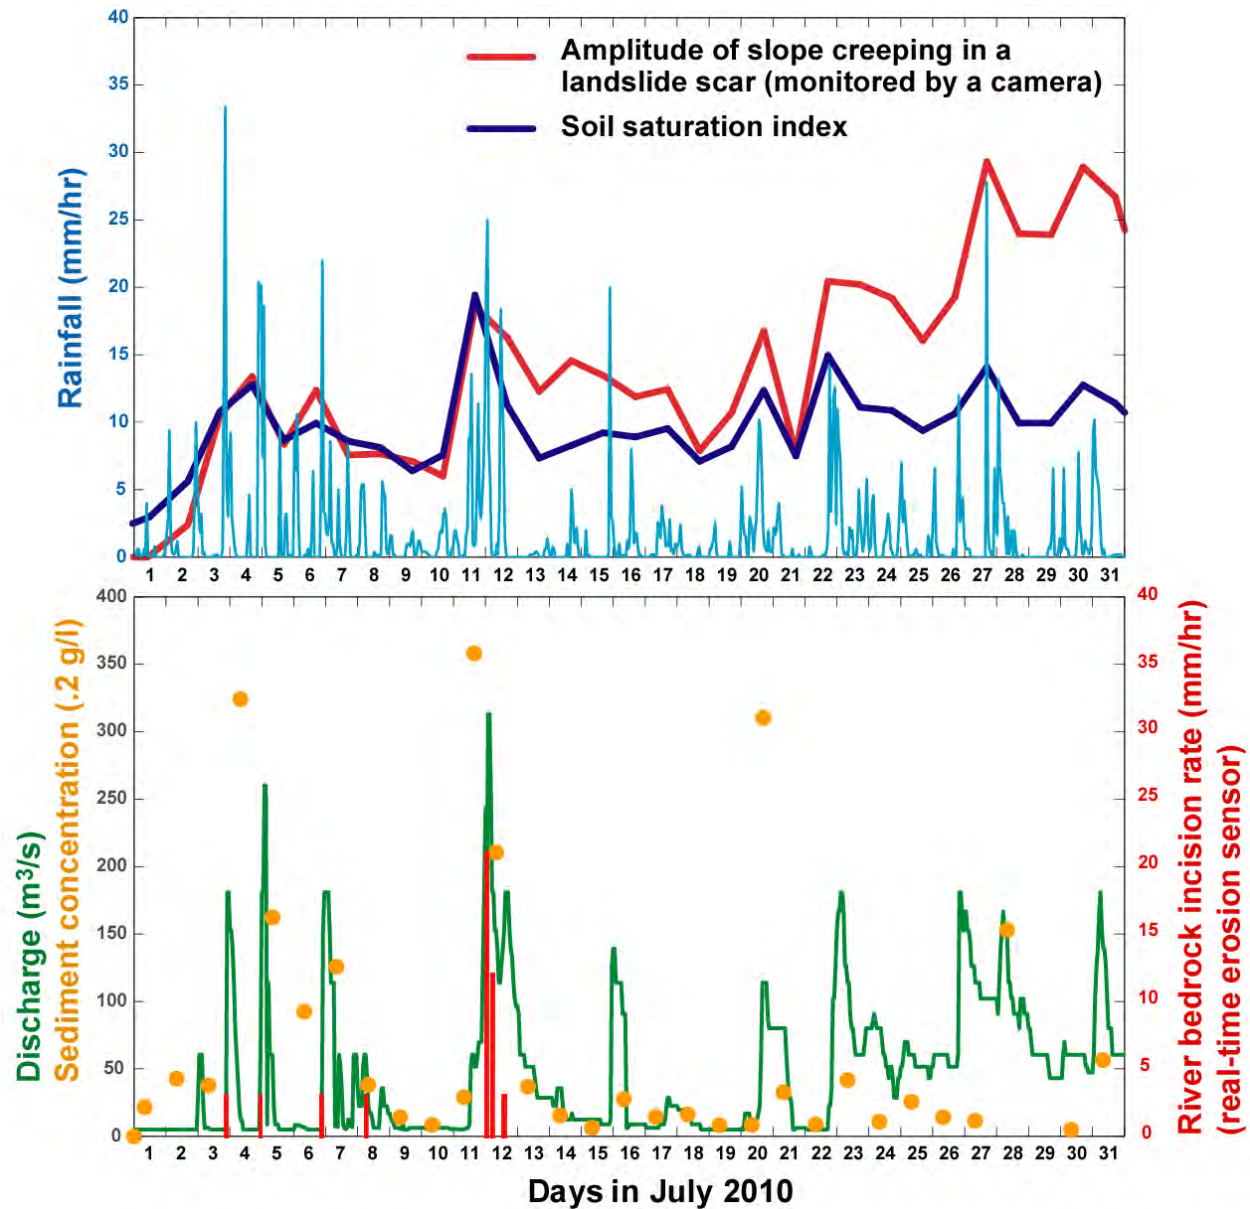 40
35
30
25
20
15
10
5
0
Rainfall (mm/hr)
Amplitude of slope creeping in a
landslide scar (monitored by a camera)
Soil saturation index
1 2 3 4 5 6 7 8 9 10 11 12 13 14 15 16 17 18 19 20 21 22 23 24 25 26 27 28 29 30 31
400
350
300
250
200
150
100
50
0
Discharge (m³/s)
Sediment concentration (.2 g/l)
40
35
30
25
20
15
10
5
0
River bedrock incision rate (mm/hr)
(real-time erosion sensor)
1 2 3 4 5 6 7 8 9 10 11 12 13 14 15 16 17 18 19 20 21 22 23 24 25 26 27 28 29 30 31
Days in July 2010